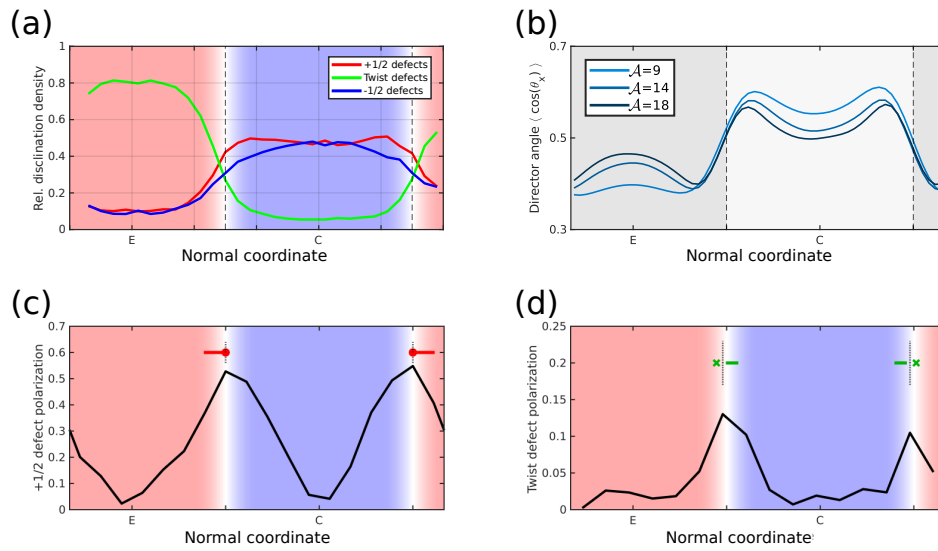 (a)
Rel. disclination density
1
0.8
0.6
0.4
0.2
0
+1/2 defects
Twist defects
-1/2 defects
E
C
Normal coordinate
(b)
Director angle ⟨ cos(θx) ⟩
0.7
0.5
0.3
𝒜=9
𝒜=14
𝒜=18
E
C
Normal coordinate
(c)
+1/2 defect polarization
0.7
0.6
0.5
0.4
0.3
0.2
0.1
0
E
C
Normal coordinate
(d)
Twist defect polarization
0.25
0.2
0.15
0.1
0.05
0
E
C
Normal coordinate